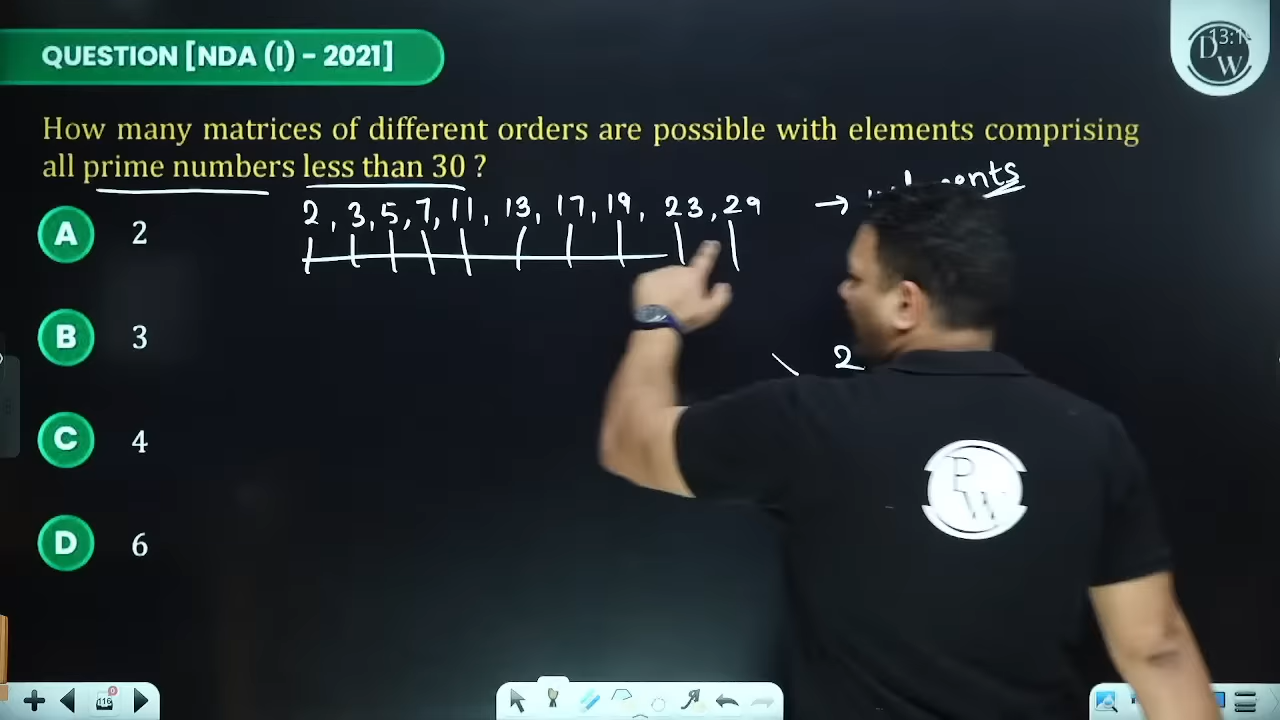 QUESTION [NDA (I) - 2021]
How many matrices of different orders are possible with elements comprising
all prime numbers less than 30 ?
2, 3, 5, 7, 11, 13, 17, 19, 23, 29 →
A 2
B 3
C 4
D 6
2
P
W
116